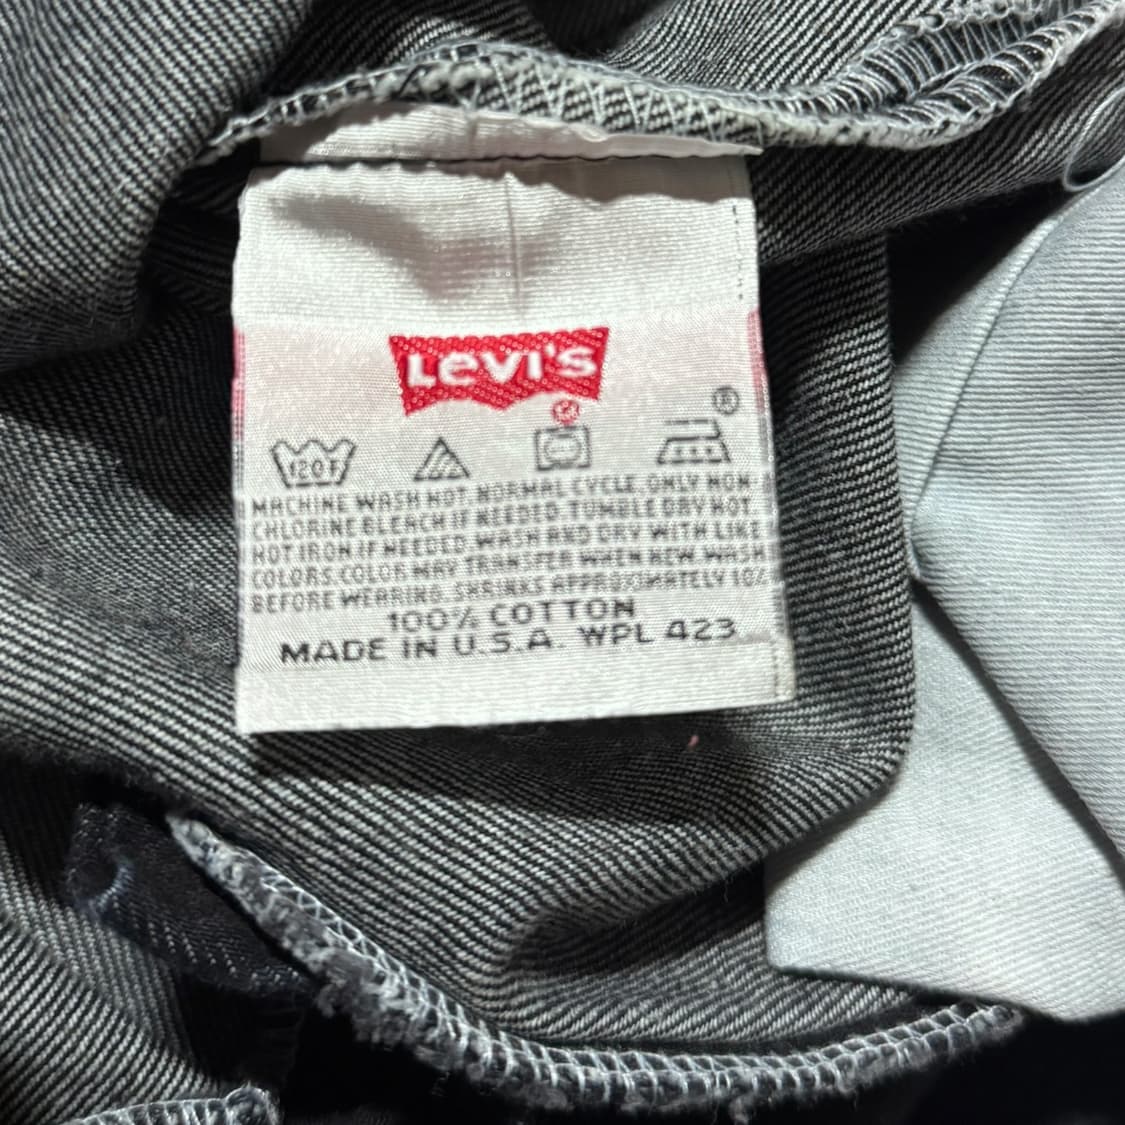 LEVI'S
®
120F
MACHINE WASH HOT. NORMAL CYCLE. ONLY NON-
CHLORINE BLEACH IF NEEDED. TUMBLE DRY HOT.
HOT IRON IF NEEDED. WASH AND DRY WITH LIKE
COLORS. COLOR MAY TRANSFER WHEN NEW. WASH
BEFORE WEARING. SHRINKS APPROXIMATELY 10%
100% COTTON
MADE IN U.S.A. WPL 423